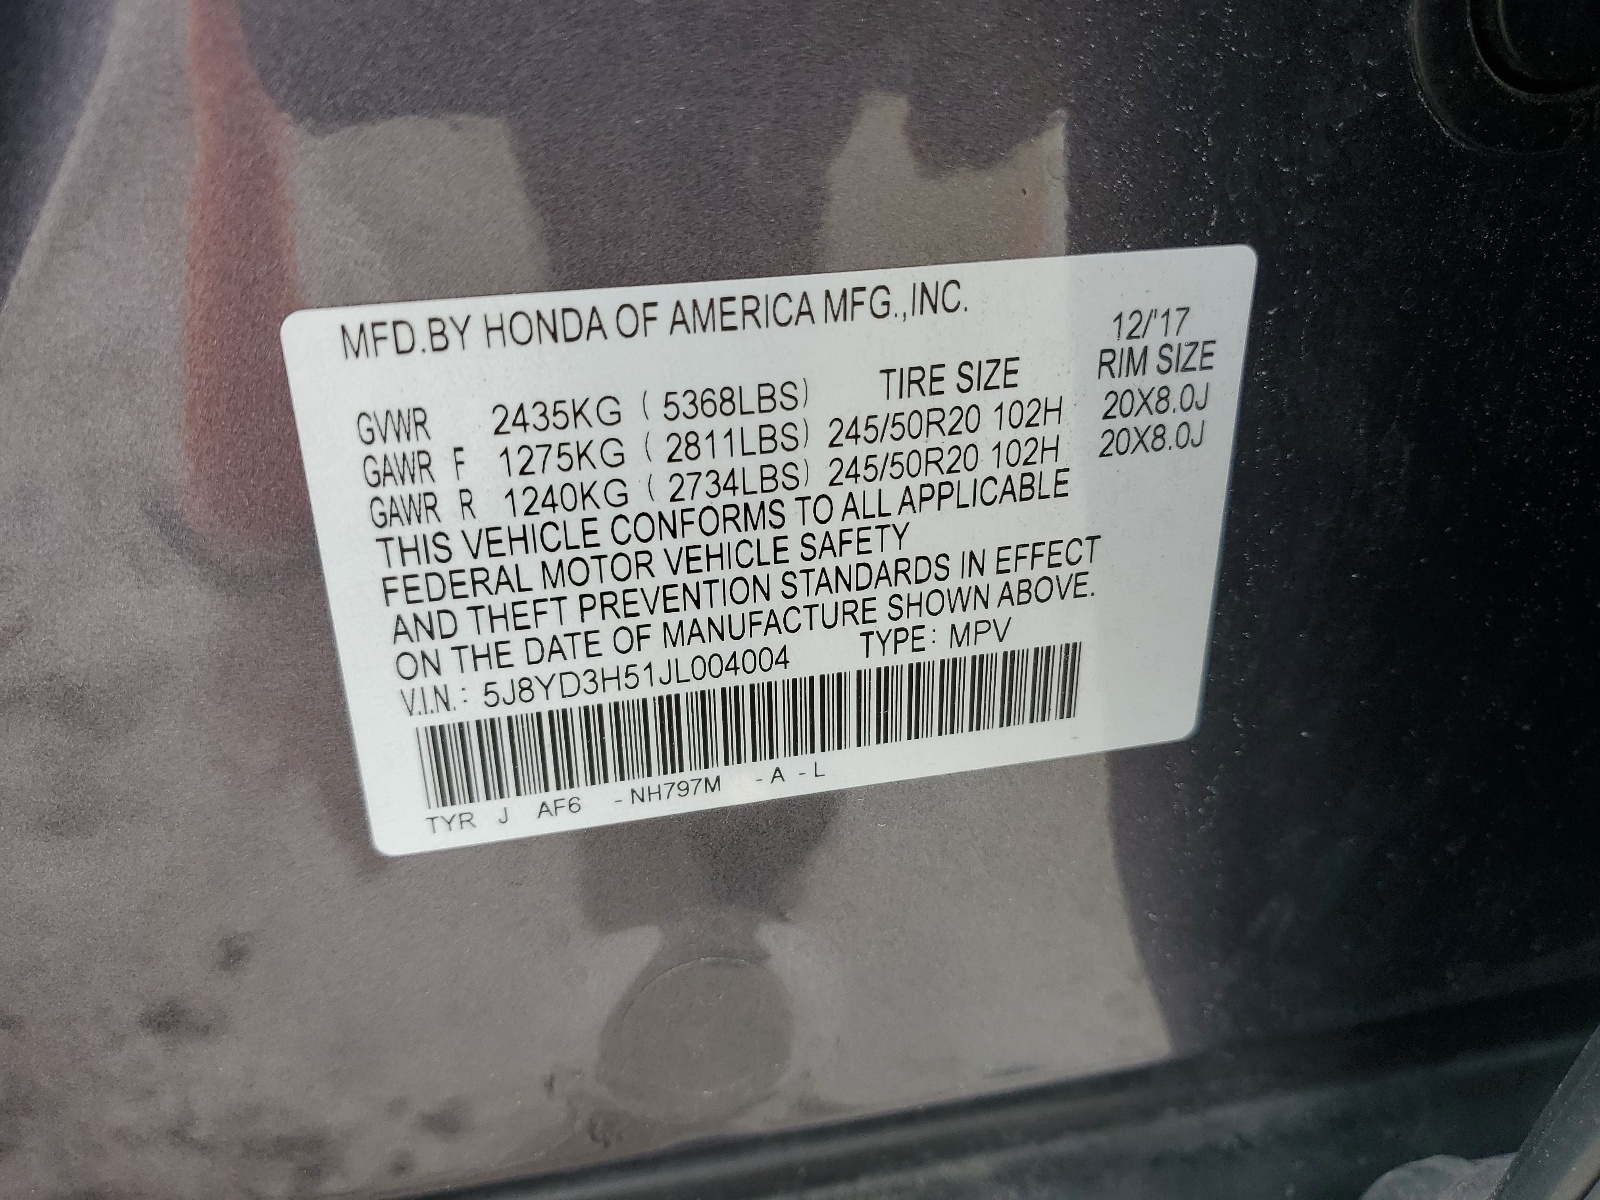 MFD.BY HONDA OF AMERICA MFG.,INC.
12/'17
TIRE SIZE RIM SIZE
GVWR 2435KG ( 5368LBS)
GAWR F 1275KG ( 2811LBS) 245/50R20 102H 20X8.0J
GAWR R 1240KG ( 2734LBS) 245/50R20 102H 20X8.0J
THIS VEHICLE CONFORMS TO ALL APPLICABLE
FEDERAL MOTOR VEHICLE SAFETY
AND THEFT PREVENTION STANDARDS IN EFFECT
ON THE DATE OF MANUFACTURE SHOWN ABOVE.
V.I.N.: 5J8YD3H51JL004004 TYPE: MPV
TYR J AF6 -NH797M -A -L